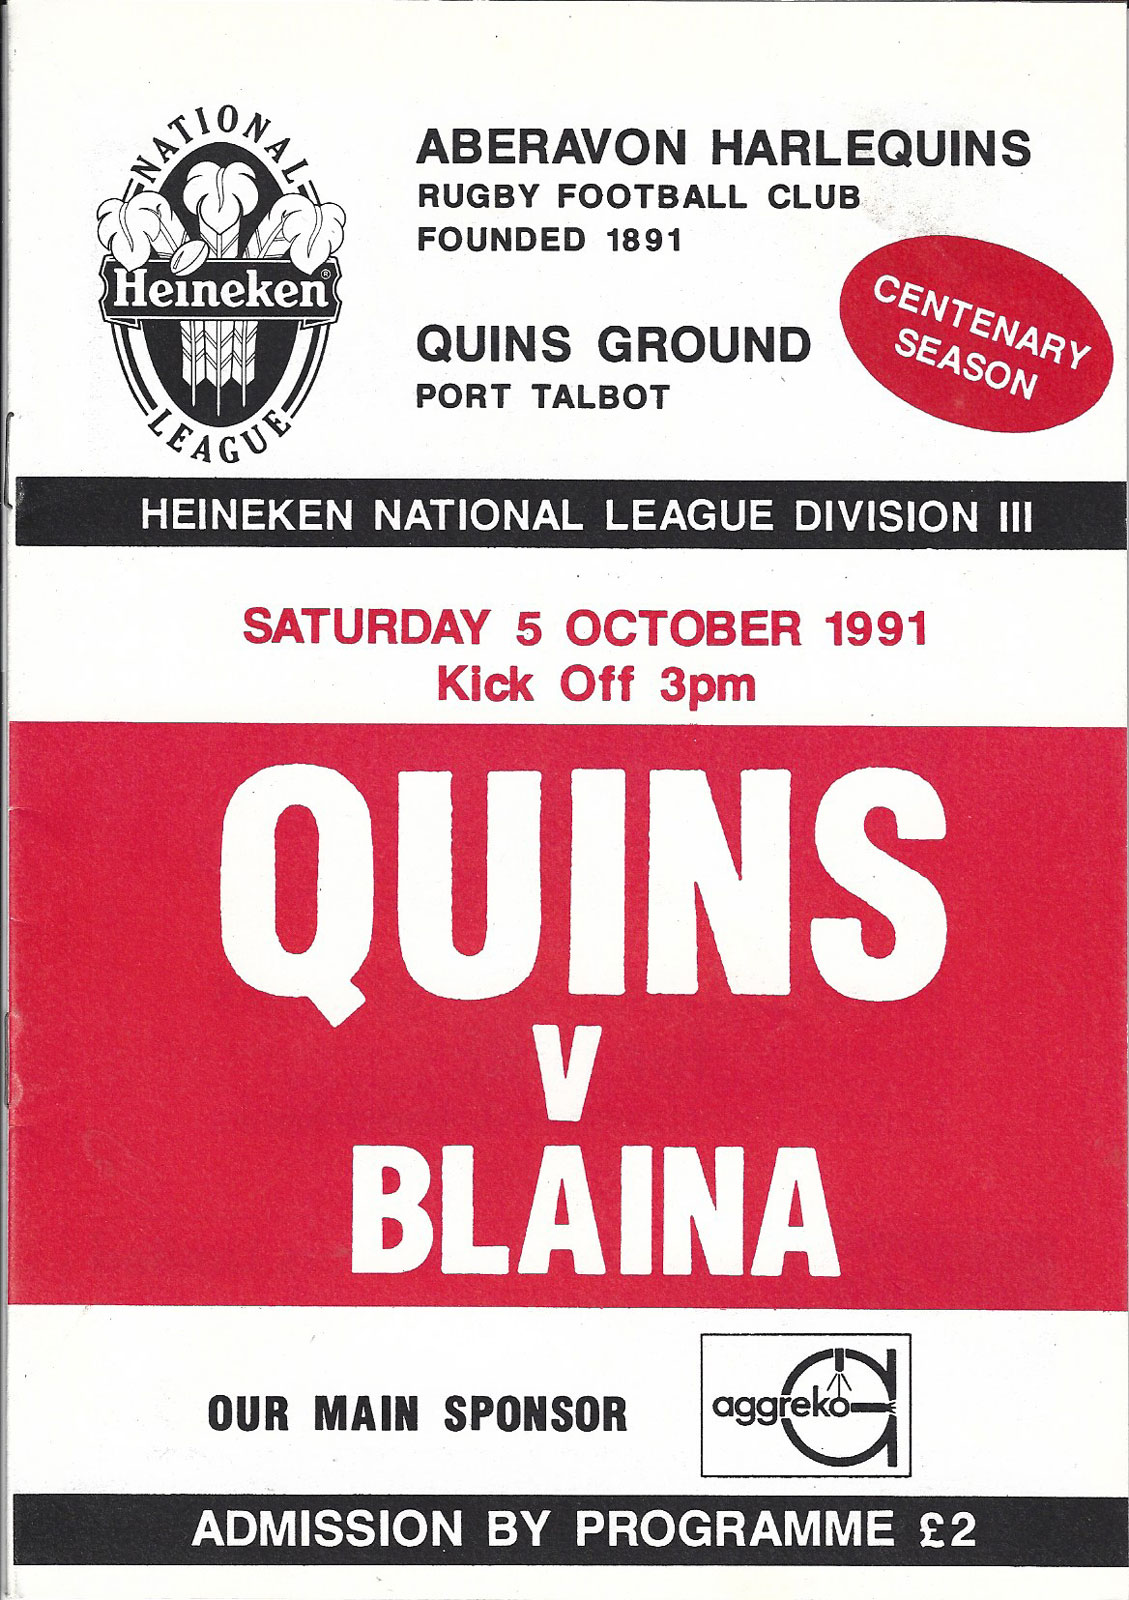 NATIONAL
Heineken®
LEAGUE
ABERAVON HARLEQUINS
RUGBY FOOTBALL CLUB
FOUNDED 1891
QUINS GROUND
PORT TALBOT
CENTENARY
SEASON
HEINEKEN NATIONAL LEAGUE DIVISION III
SATURDAY 5 OCTOBER 1991
Kick Off 3pm
QUINS
V
BLAINA
OUR MAIN SPONSOR
aggreko
ADMISSION BY PROGRAMME £2